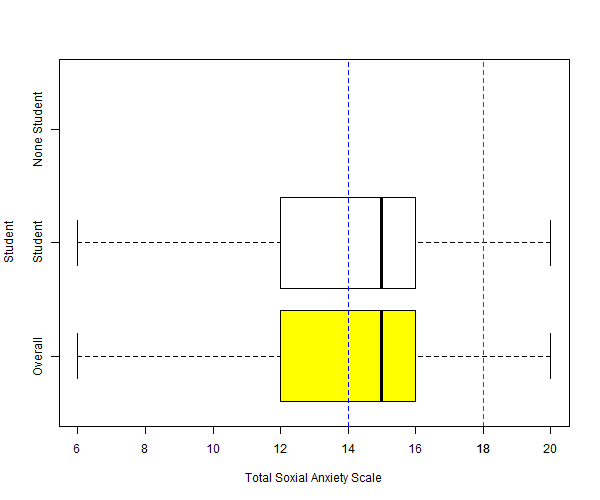 None Student
Student
Student
Overall
6 8 10 12 14 16 18 20
Total Soxial Anxiety Scale